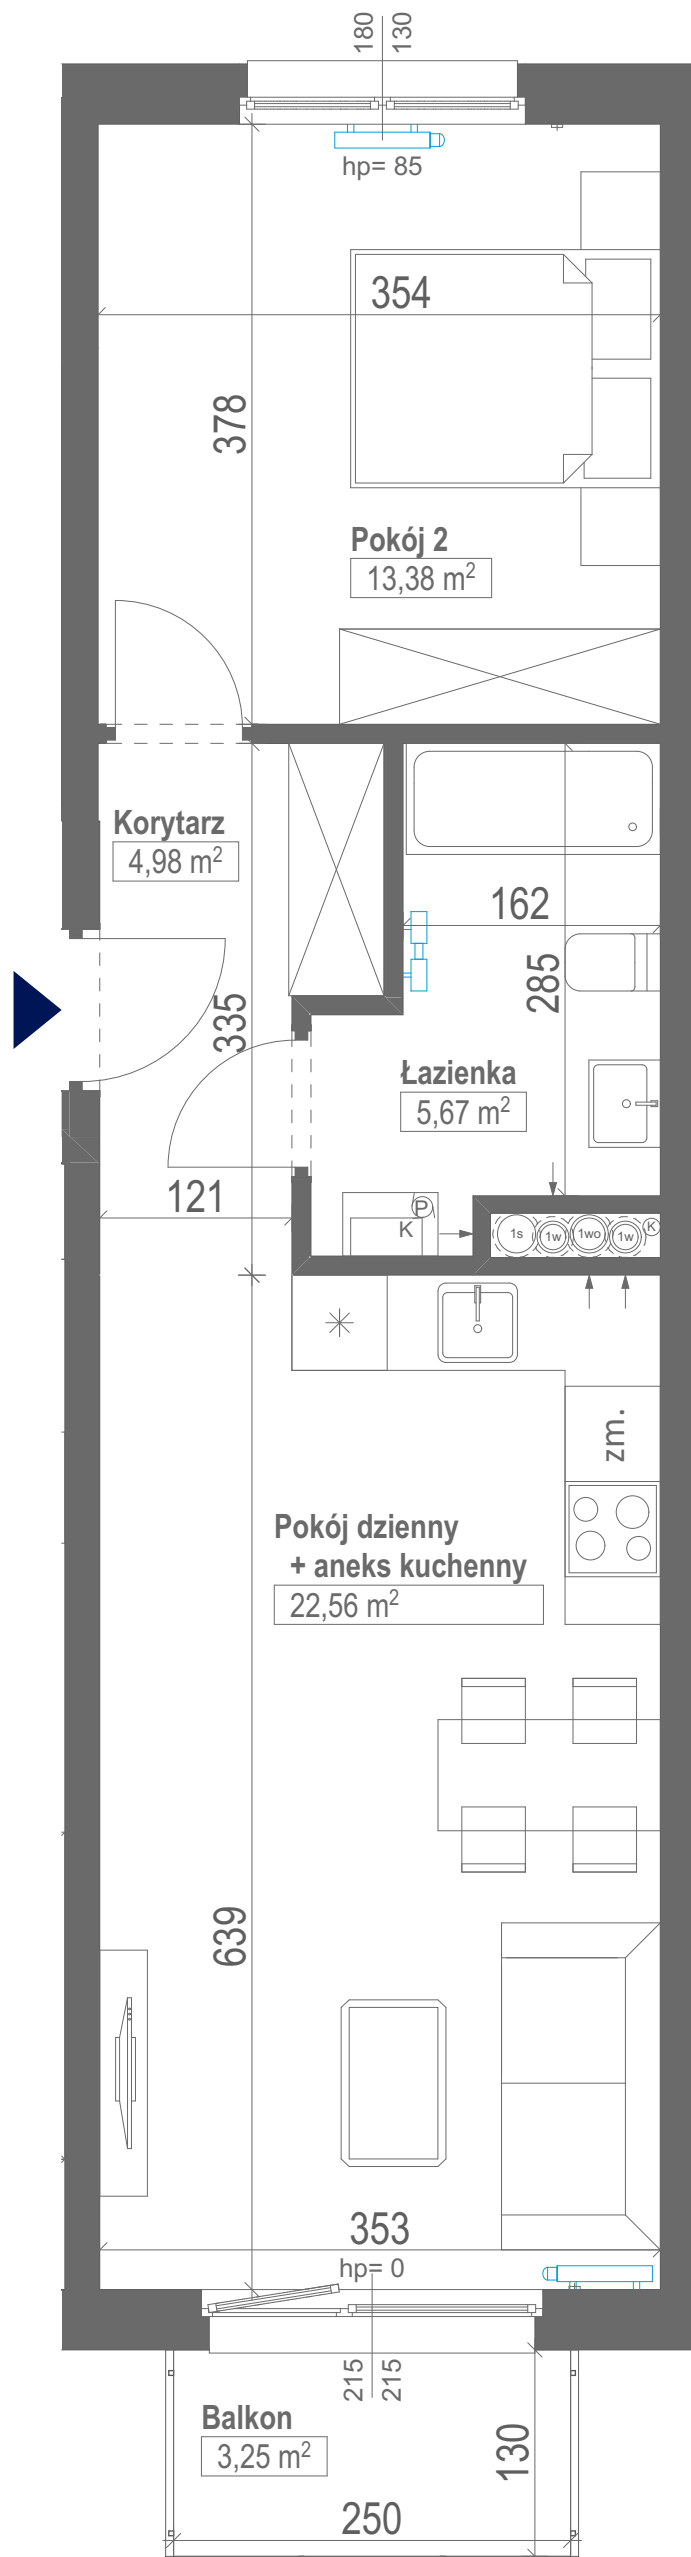 180
130
hp= 85
354
378
Pokój 2
13,38 m²
Korytarz
4,98 m²
162
285
335
Łazienka
5,67 m²
121
P
K
1s
1w
1wo
1w
K
zm.
Pokój dzienny
+ aneks kuchenny
22,56 m²
639
353
hp= 0
215
215
Balkon
3,25 m²
130
250